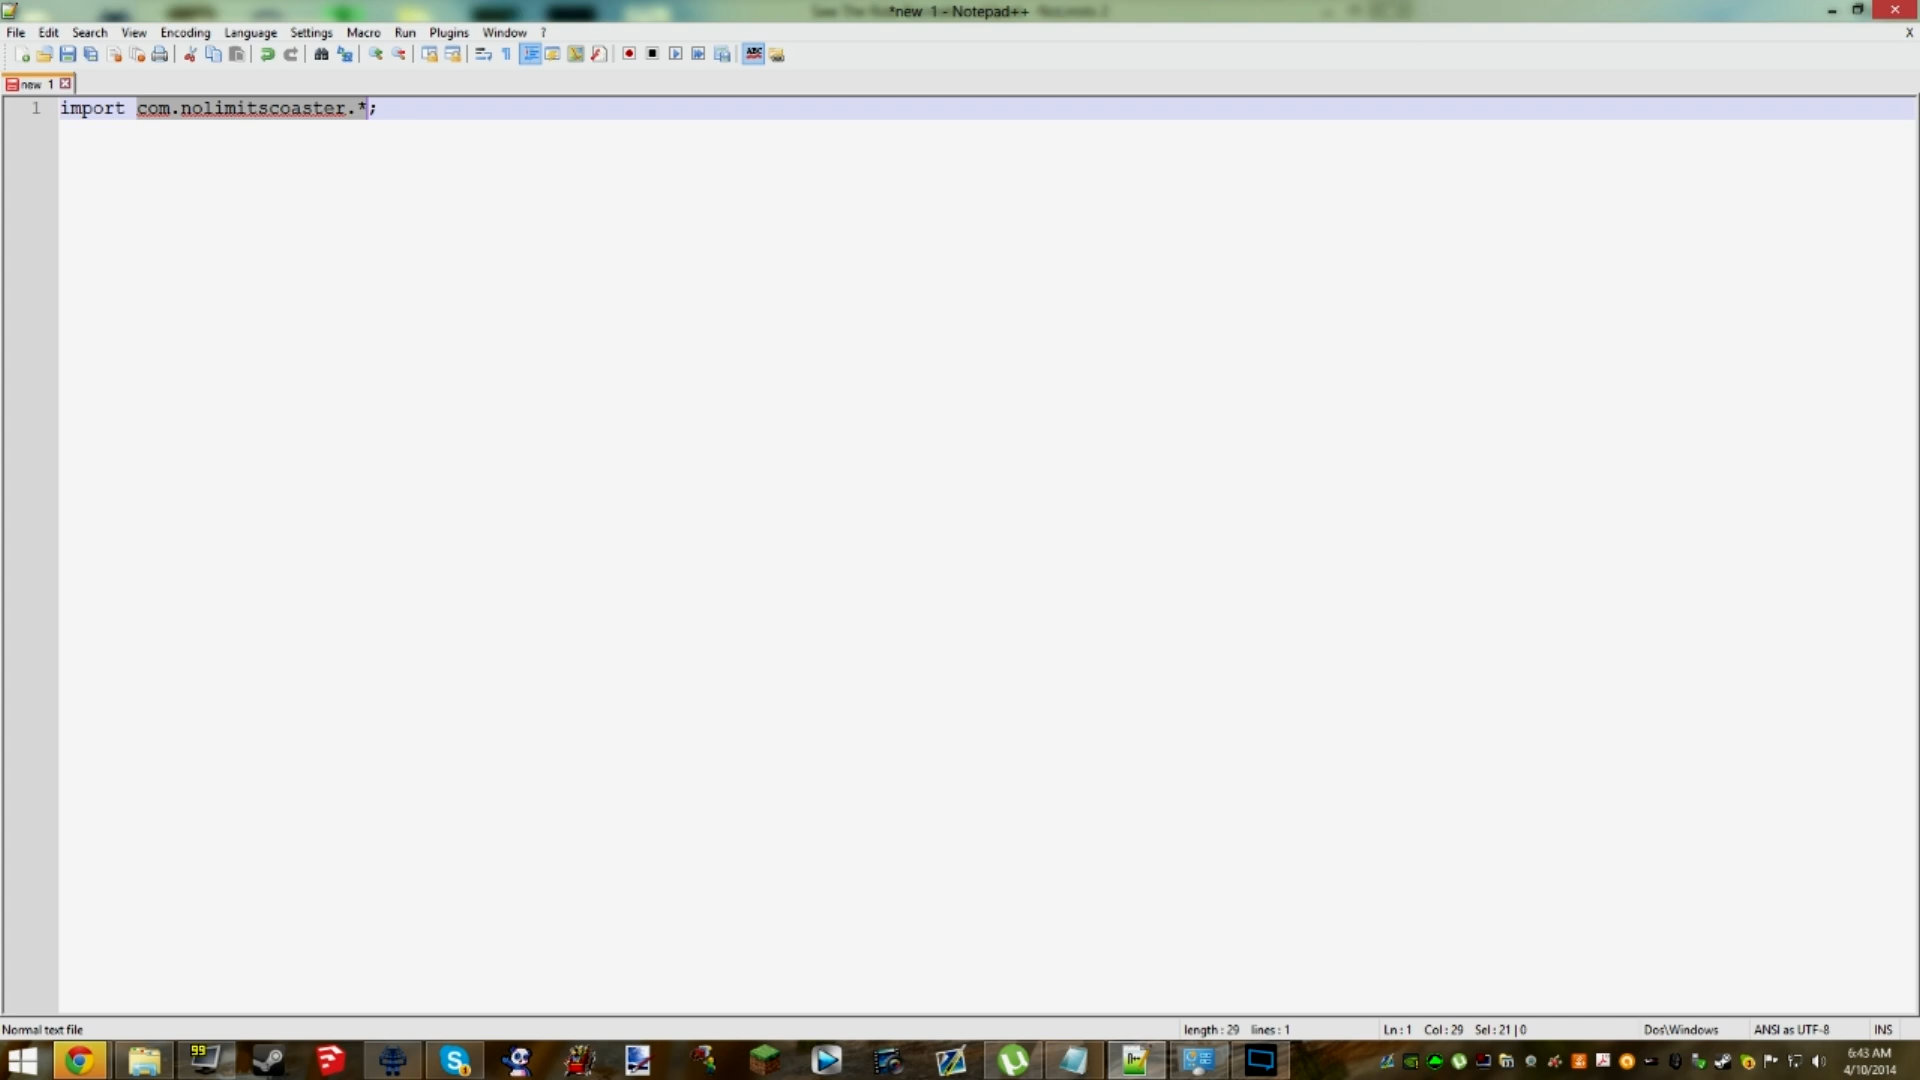 *new 1 - Notepad++
File Edit Search View Encoding Language Settings Macro Run Plugins Window ? X
ABC
new 1
1 import com.nolimitscoaster.*;
Normal text file length : 29 lines : 1 Ln : 1 Col : 29 Sel : 21 | 0 Dos\Windows ANSI as UTF-8 INS
99
6:43 AM
4/10/2014